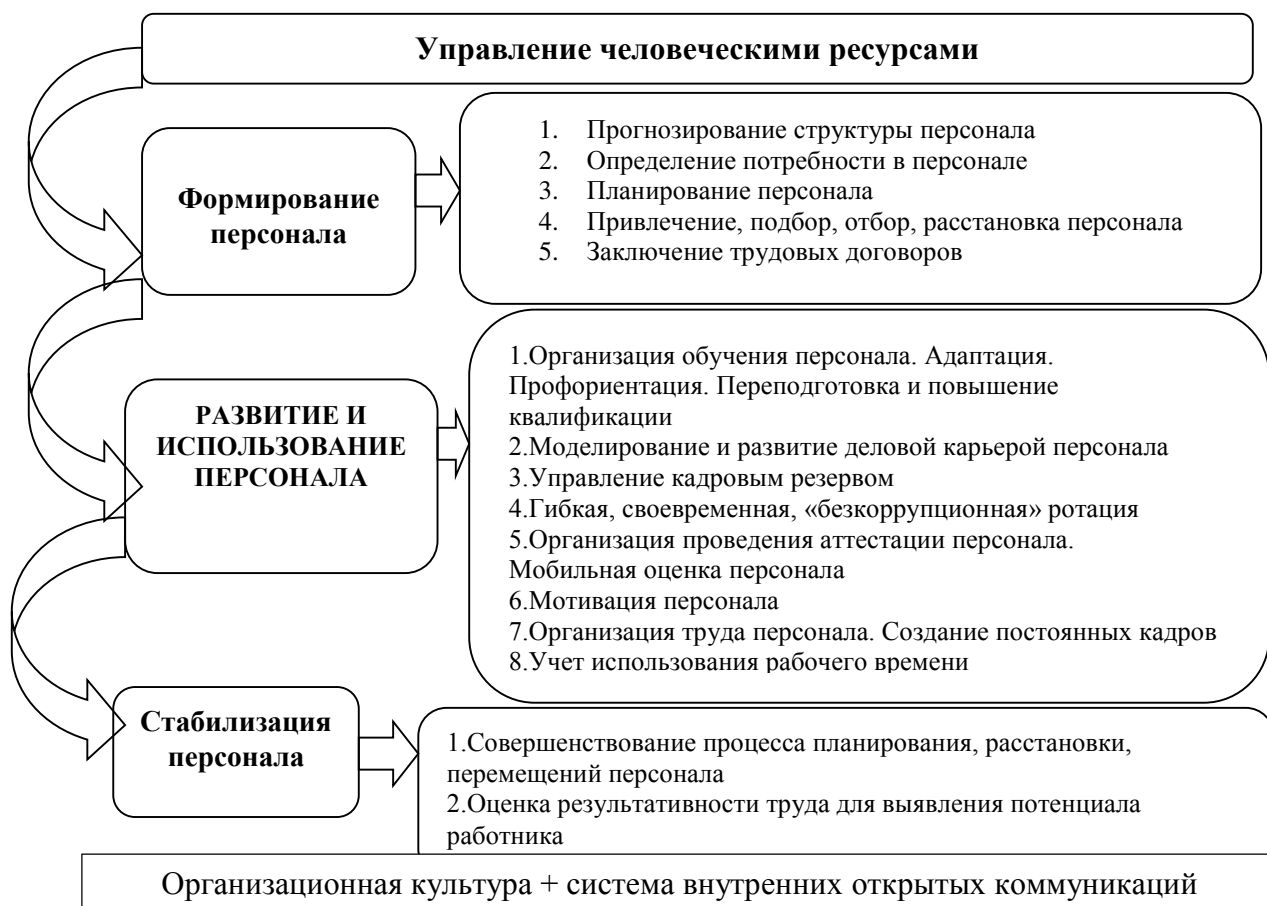 Управление человеческими ресурсами
Формирование
персонала
1. Прогнозирование структуры персонала
2. Определение потребности в персонале
3. Планирование персонала
4. Привлечение, подбор, отбор, расстановка персонала
5. Заключение трудовых договоров
РАЗВИТИЕ И
ИСПОЛЬЗОВАНИЕ
ПЕРСОНАЛА
1.Организация обучения персонала. Адаптация.
Профориентация. Переподготовка и повышение
квалификации
2.Моделирование и развитие деловой карьерой персонала
3.Управление кадровым резервом
4.Гибкая, своевременная, «безкоррупционная» ротация
5.Организация проведения аттестации персонала.
Мобильная оценка персонала
6.Мотивация персонала
7.Организация труда персонала. Создание постоянных кадров
8.Учет использования рабочего времени
Стабилизация
персонала
1.Совершенствование процесса планирования, расстановки,
перемещений персонала
2.Оценка результативности труда для выявления потенциала
работника
Организационная культура + система внутренних открытых коммуникаций